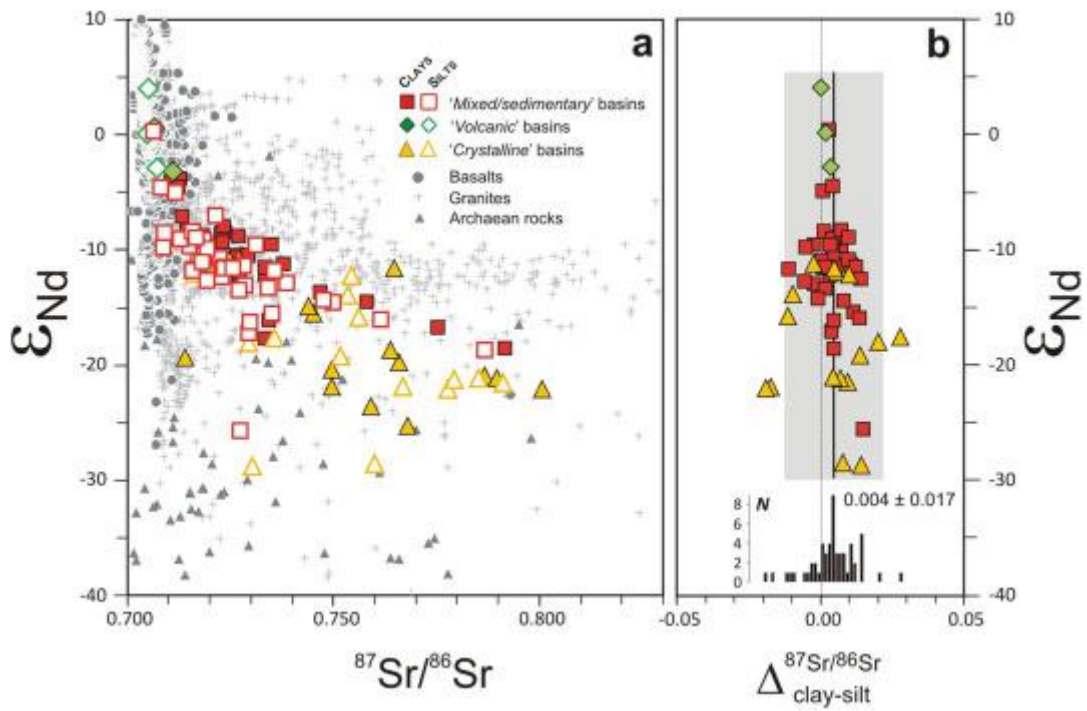 a
b
CLAYS
SILTS
'Mixed/sedimentary' basins
'Volcanic' basins
'Crystalline' basins
Basalts
Granites
Archaean rocks
10
0
-10
-20
-30
-40
εNd
0.700
0.750
0.800
87Sr/86Sr
8
6
4
2
0
N
0.004 ± 0.017
10
0
-10
-20
-30
-40
εNd
-0.05
0.00
0.05
Δ 87Sr/86Sr clay-silt